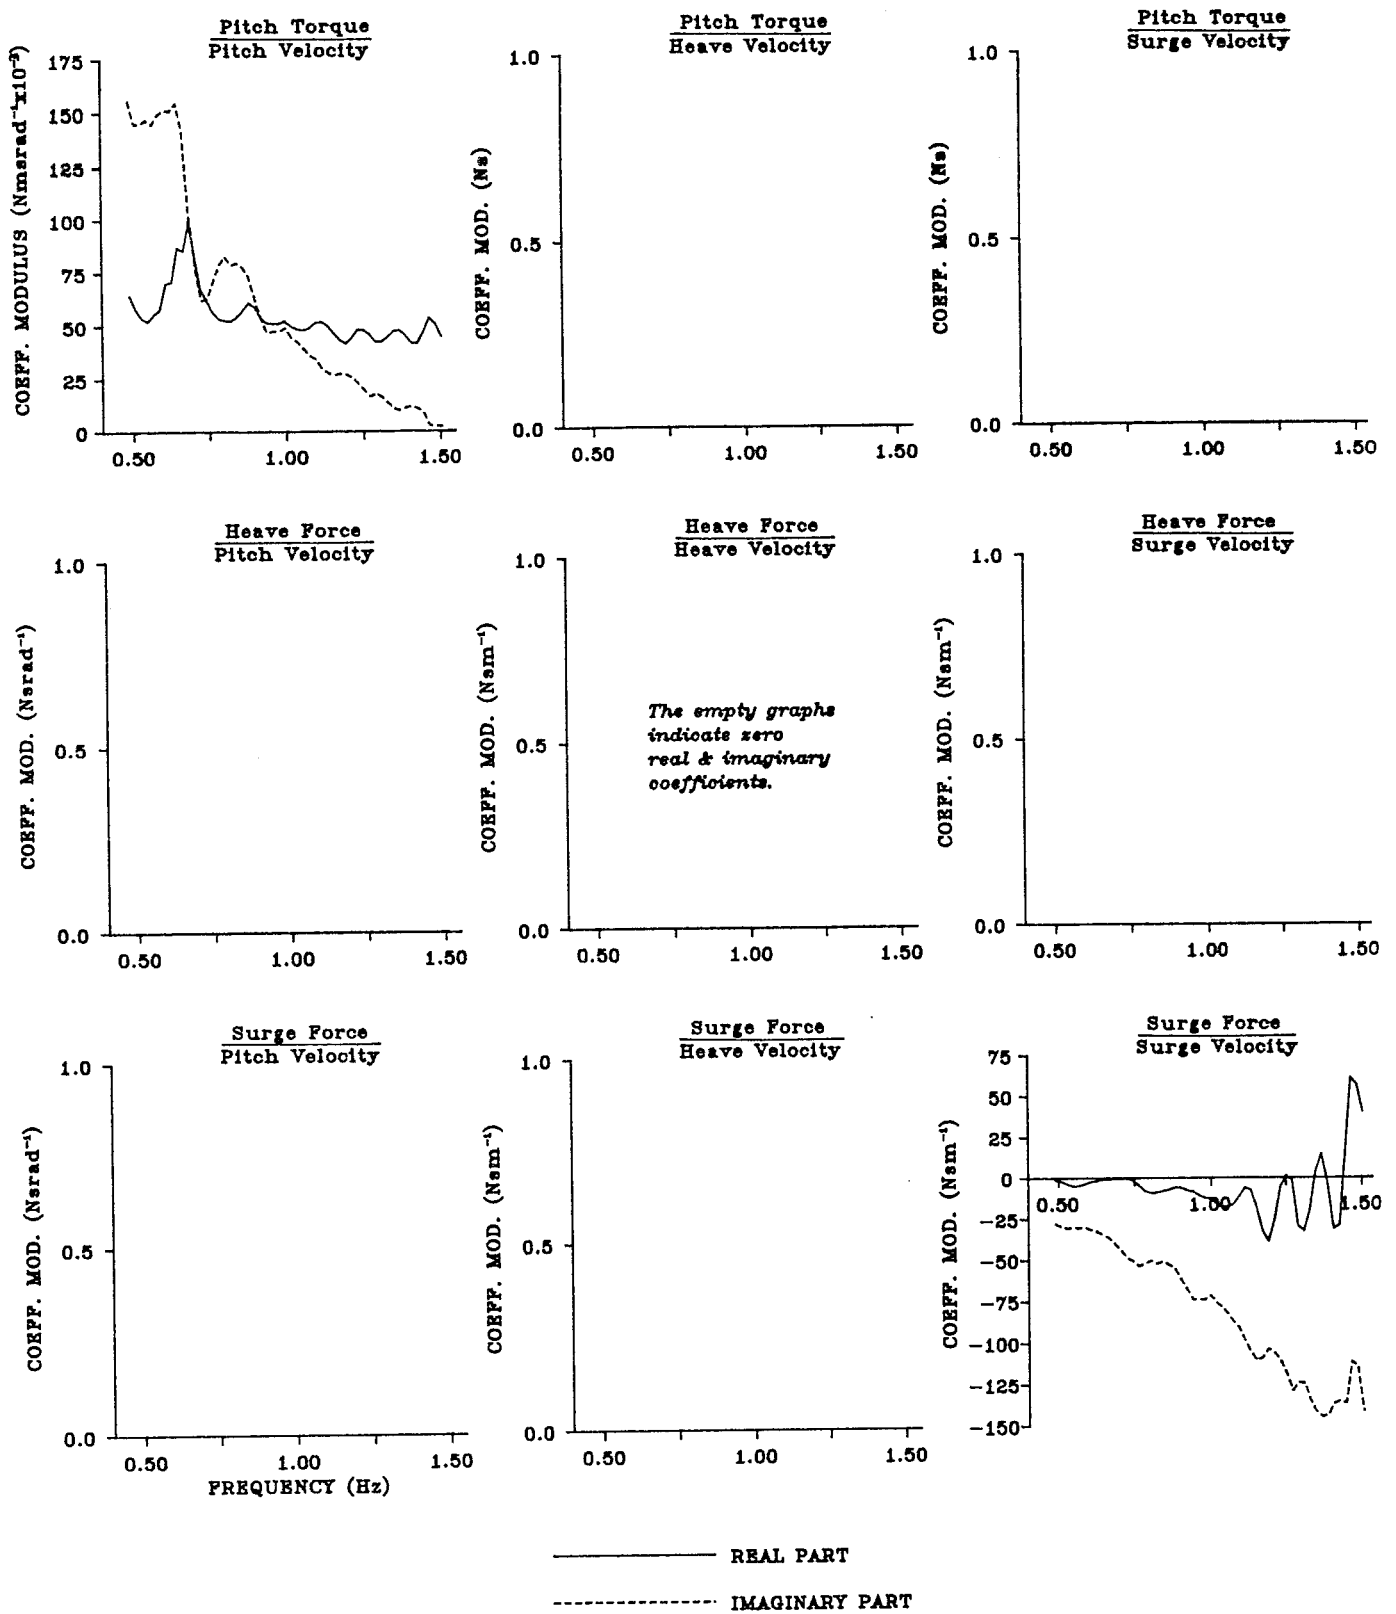 Pitch Torque
Pitch Velocity
COEFF. MODULUS (Nmsrad⁻¹x10⁻³)
175
150
125
100
75
50
25
0
0.50 1.00 1.50
Pitch Torque
Heave Velocity
COEFF. MOD. (Ns)
1.0
0.5
0.0
0.50 1.00 1.50
Pitch Torque
Surge Velocity
COEFF. MOD. (Ns)
1.0
0.5
0.0
0.50 1.00 1.50
Heave Force
Pitch Velocity
COEFF. MOD. (Nsrad⁻¹)
1.0
0.5
0.0
0.50 1.00 1.50
Heave Force
Heave Velocity
COEFF. MOD. (Nsm⁻¹)
1.0
0.5
0.0
The empty graphs
indicate zero
real & imaginary
coefficients.
0.50 1.00 1.50
Heave Force
Surge Velocity
COEFF. MOD. (Nsm⁻¹)
1.0
0.5
0.0
0.50 1.00 1.50
Surge Force
Pitch Velocity
COEFF. MOD. (Nsrad⁻¹)
1.0
0.5
0.0
0.50 1.00 1.50
FREQUENCY (Hz)
Surge Force
Heave Velocity
COEFF. MOD. (Nsm⁻¹)
1.0
0.5
0.0
0.50 1.00 1.50
Surge Force
Surge Velocity
COEFF. MOD. (Nsm⁻¹)
75
50
25
0
0.50 1.00 1.50
-25
-50
-75
-100
-125
-150
REAL PART
IMAGINARY PART